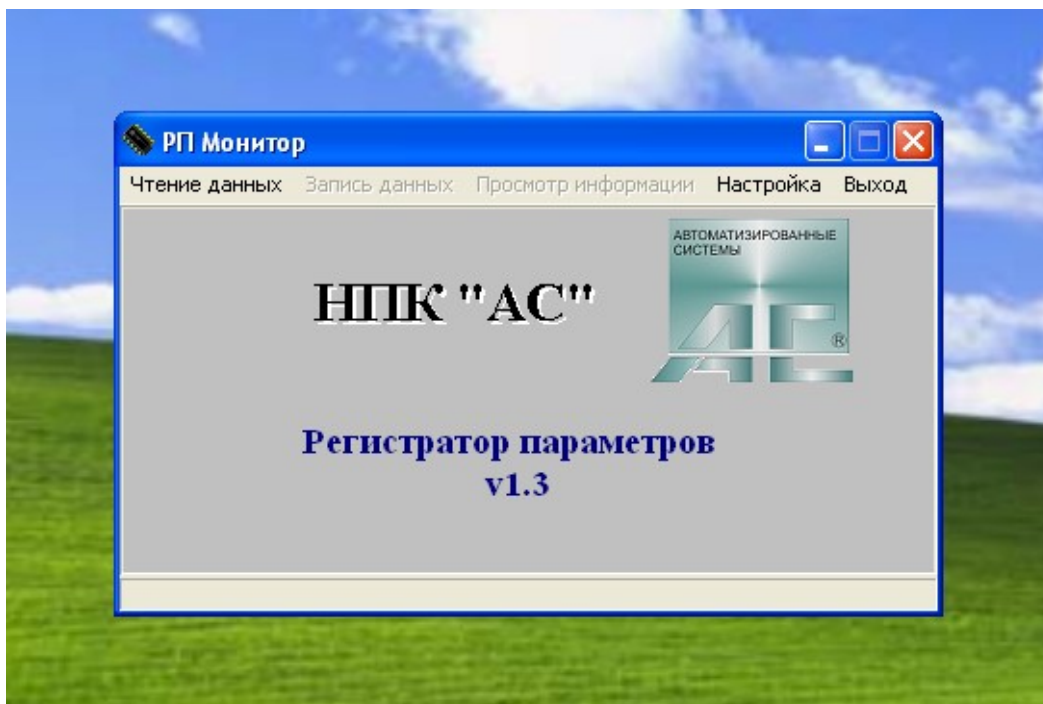 РП Монитор
Чтение данных Запись данных Просмотр информации Настройка Выход
АВТОМАТИЗИРОВАННЫЕ
СИСТЕМЫ
НПК "АС"
АС ®
Регистратор параметров
v1.3